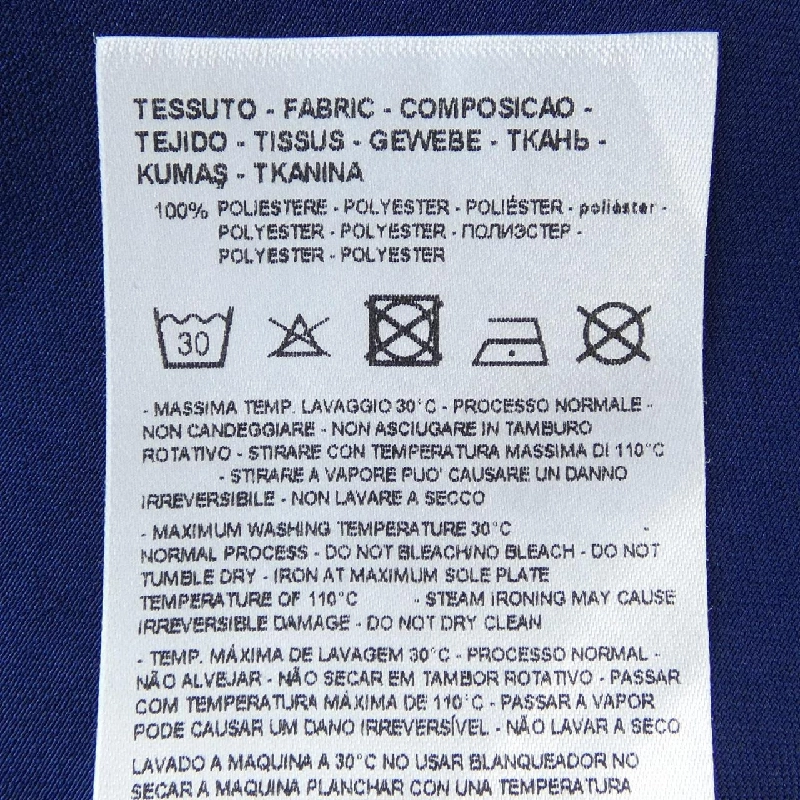 TESSUTO - FABRIC - COMPOSICAO -
TEJIDO - TISSUS - GEWEBE - ТКАНЬ -
KUMAŞ - TKANINA
100% POLIESTERE - POLYESTER - POLIÉSTER - poliéster -
POLYESTER - POLYESTER - ПОЛИЭСТЕР -
POLYESTER - POLYESTER
30
- MASSIMA TEMP. LAVAGGIO 30°C - PROCESSO NORMALE -
NON CANDEGGIARE - NON ASCIUGARE IN TAMBURO
ROTATIVO - STIRARE CON TEMPERATURA MASSIMA DI 110°C
- STIRARE A VAPORE PUO' CAUSARE UN DANNO
IRREVERSIBILE - NON LAVARE A SECCO
- MAXIMUM WASHING TEMPERATURE 30°C -
NORMAL PROCESS - DO NOT BLEACH/NO BLEACH - DO NOT
TUMBLE DRY - IRON AT MAXIMUM SOLE PLATE
TEMPERATURE OF 110°C - STEAM IRONING MAY CAUSE
IRREVERSIBLE DAMAGE - DO NOT DRY CLEAN
- TEMP. MÁXIMA DE LAVAGEM 30°C - PROCESSO NORMAL -
NÃO ALVEJAR - NÃO SECAR EM TAMBOR ROTATIVO - PASSAR
COM TEMPERATURA MÁXIMA DE 110°C - PASSAR A VAPOR
PODE CAUSAR UM DANO IRREVERSÍVEL - NÃO LAVAR A SECO
LAVADO A MAQUINA A 30°C NO USAR BLANQUEADOR NO
SECAR A MAQUINA PLANCHAR CON UNA TEMPERATURA